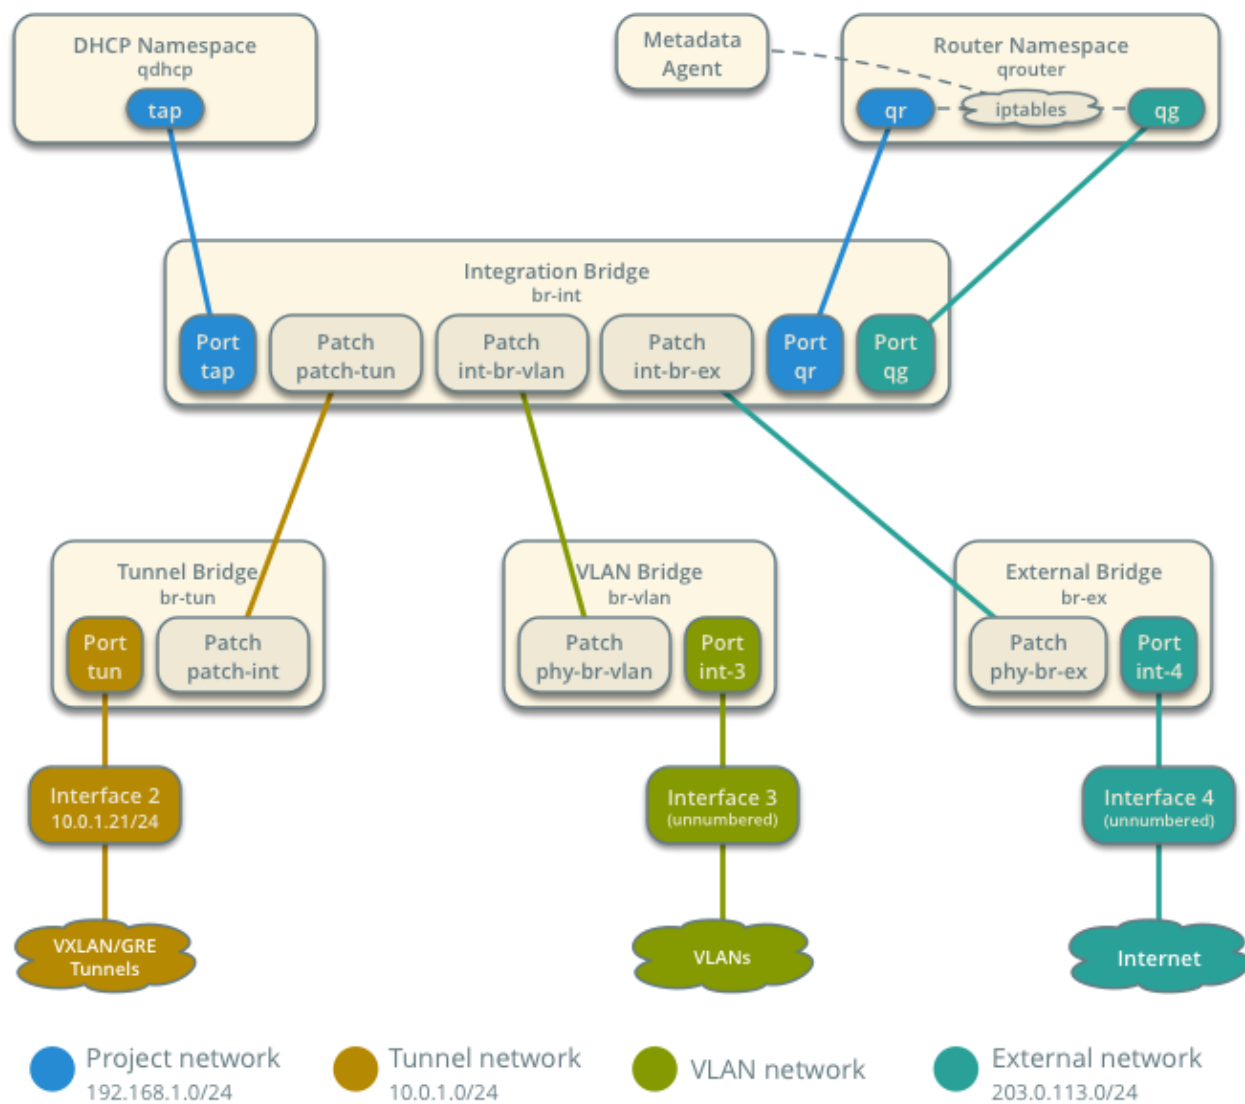 DHCP Namespace
qdhcp
tap
Metadata
Agent
Router Namespace
qrouter
qr
iptables
qg
Integration Bridge
br-int
Port
tap
Patch
patch-tun
Patch
int-br-vlan
Patch
int-br-ex
Port
qr
Port
qg
Tunnel Bridge
br-tun
Port
tun
Patch
patch-int
VLAN Bridge
br-vlan
Patch
phy-br-vlan
Port
int-3
External Bridge
br-ex
Patch
phy-br-ex
Port
int-4
Interface 2
10.0.1.21/24
Interface 3
(unnumbered)
Interface 4
(unnumbered)
VXLAN/GRE
Tunnels
VLANs
Internet
Project network
192.168.1.0/24
Tunnel network
10.0.1.0/24
VLAN network
External network
203.0.113.0/24